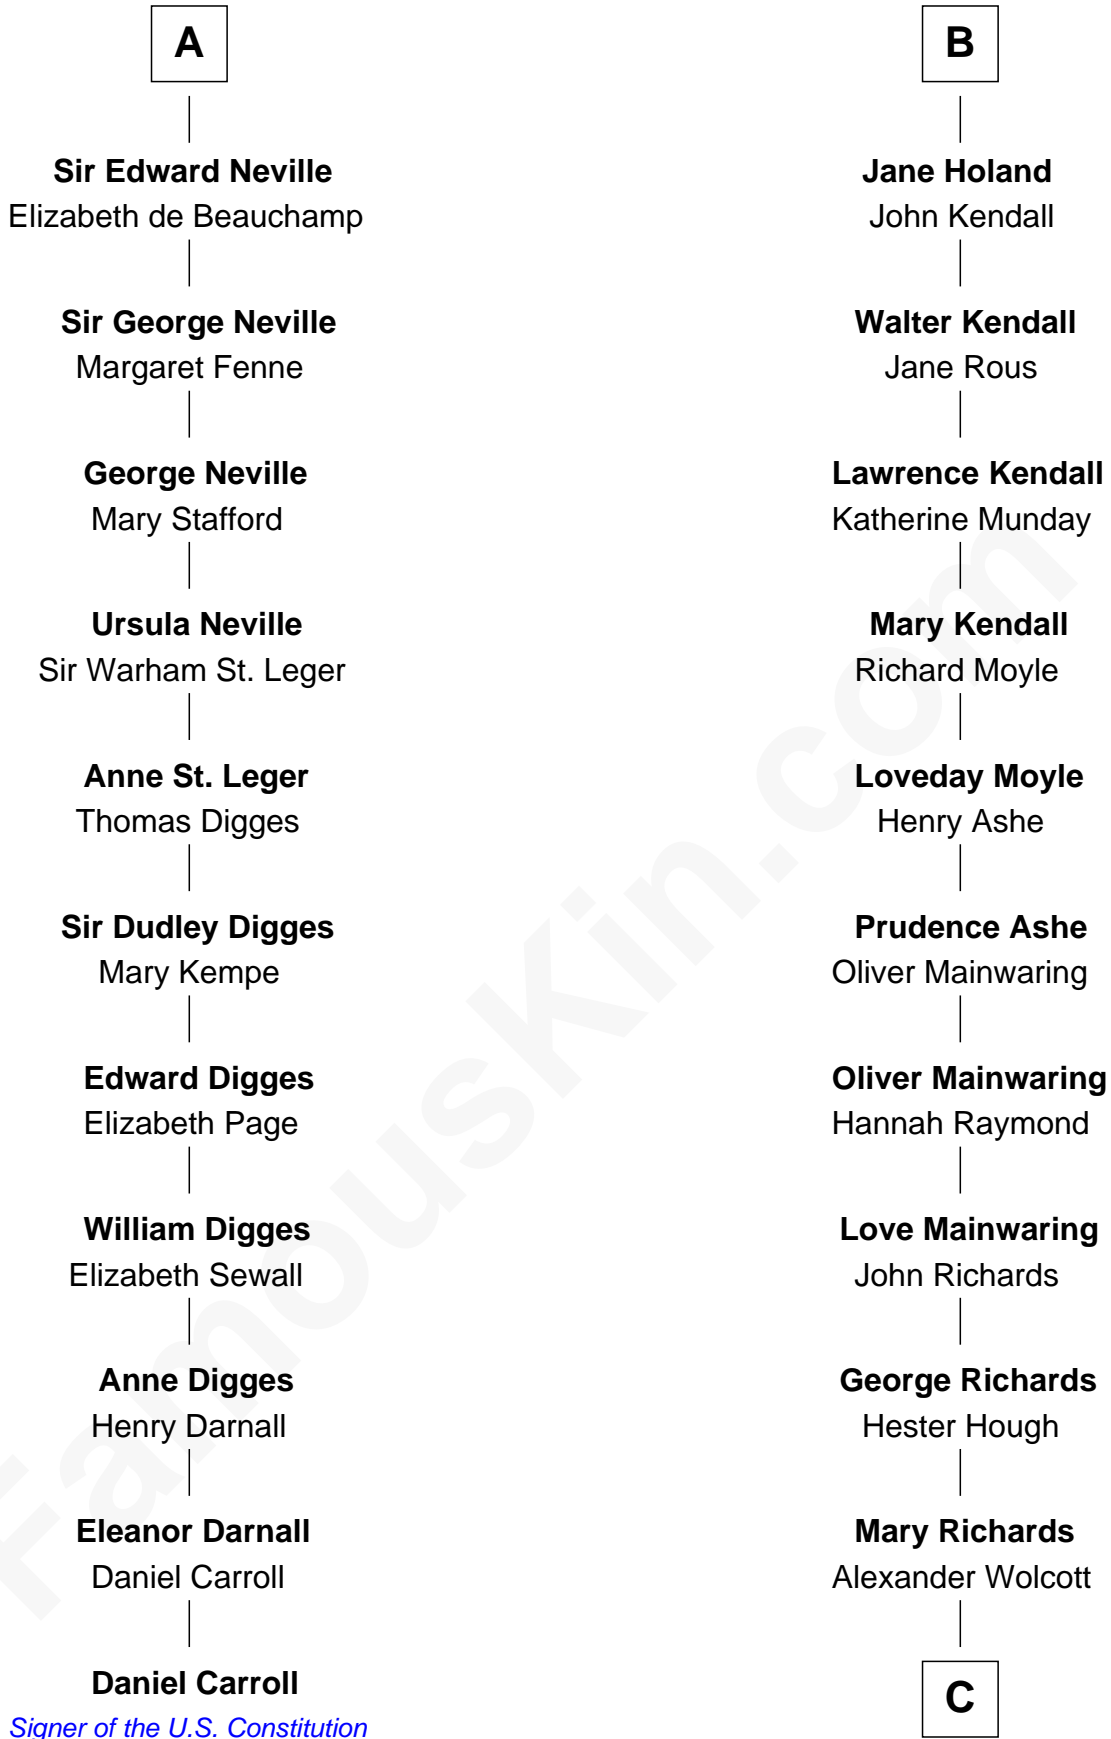 A
Sir Edward Neville
Elizabeth de Beauchamp
Sir George Neville
Margaret Fenne
George Neville
Mary Stafford
Ursula Neville
Sir Warham St. Leger
Anne St. Leger
Thomas Digges
Sir Dudley Digges
Mary Kempe
Edward Digges
Elizabeth Page
William Digges
Elizabeth Sewall
Anne Digges
Henry Darnall
Eleanor Darnall
Daniel Carroll
Daniel Carroll
Signer of the U.S. Constitution
B
Jane Holand
John Kendall
Walter Kendall
Jane Rous
Lawrence Kendall
Katherine Munday
Mary Kendall
Richard Moyle
Loveday Moyle
Henry Ashe
Prudence Ashe
Oliver Mainwaring
Oliver Mainwaring
Hannah Raymond
Love Mainwaring
John Richards
George Richards
Hester Hough
Mary Richards
Alexander Wolcott
C
FamousKin.com